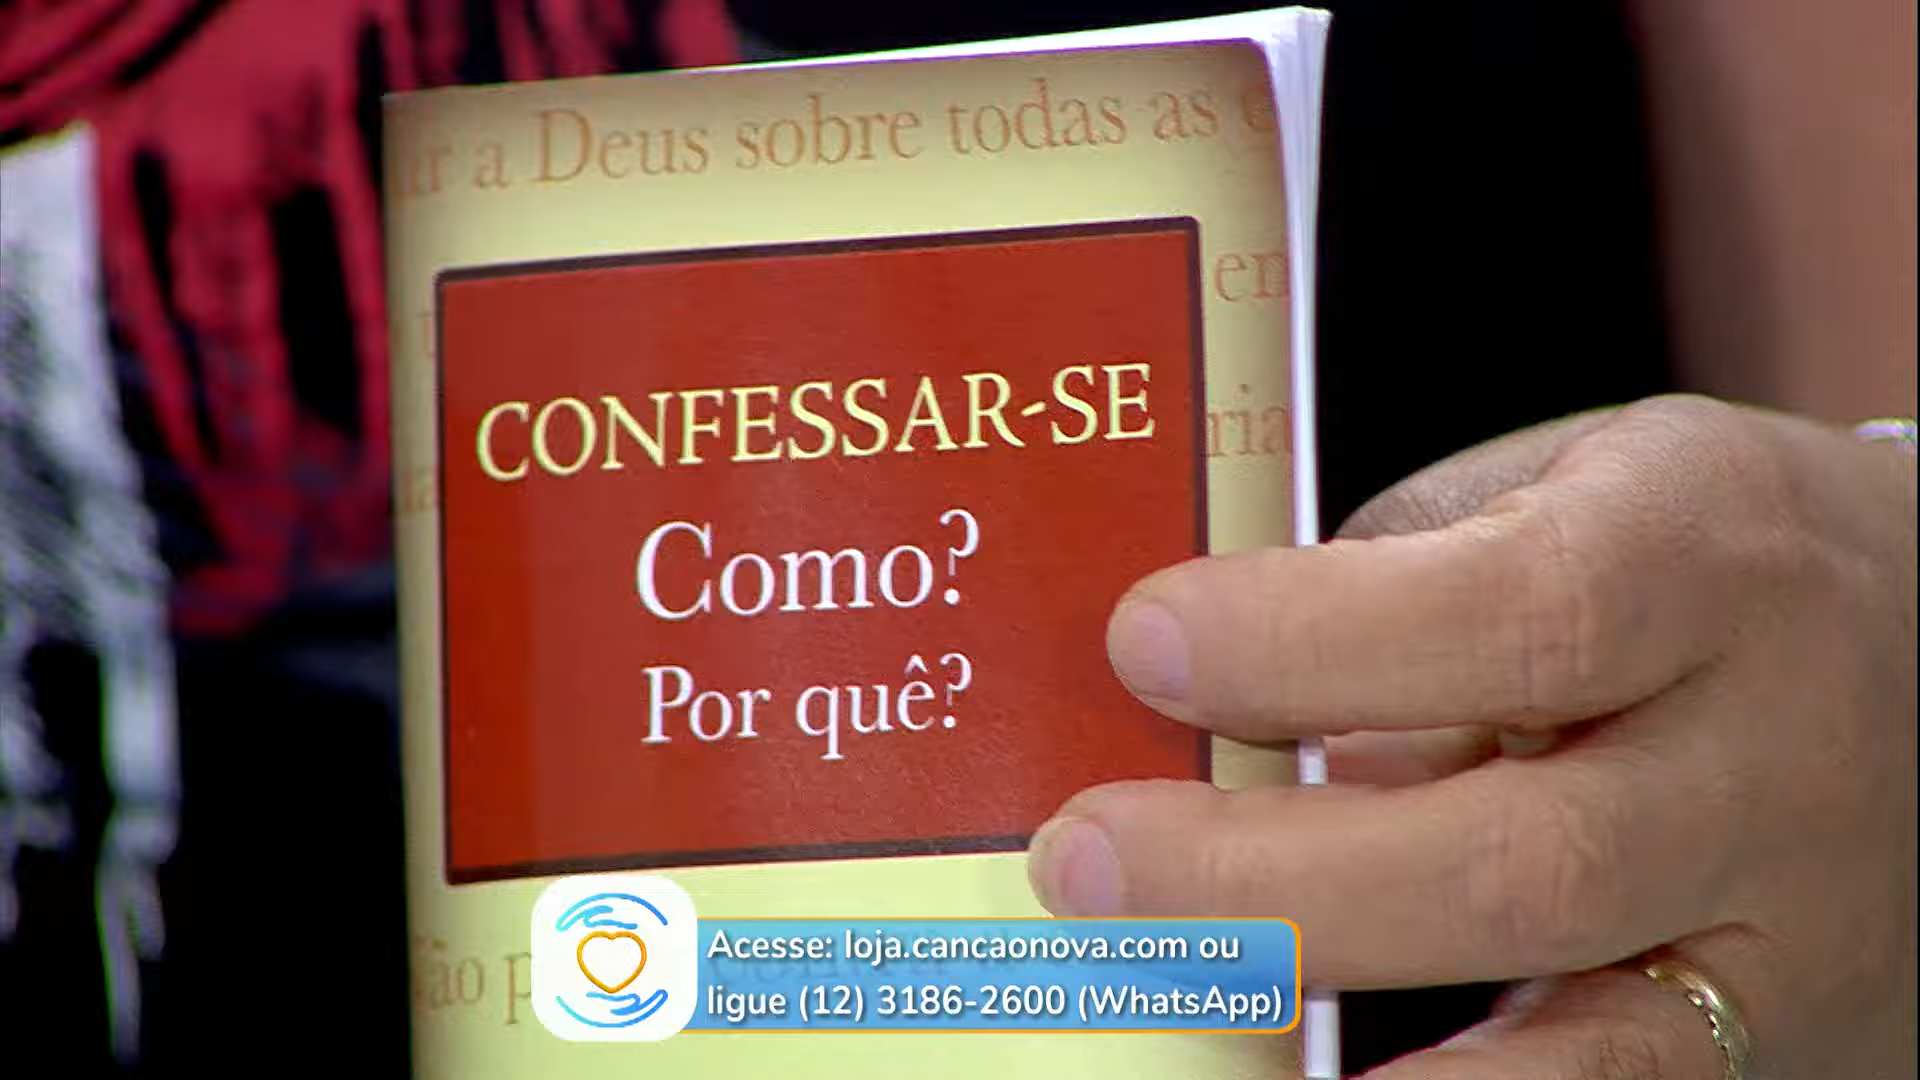 a Deus sobre todas as
CONFESSAR-SE
Como?
Por quê?
Acesse: loja.cancaonova.com ou
ligue (12) 3186-2600 (WhatsApp)